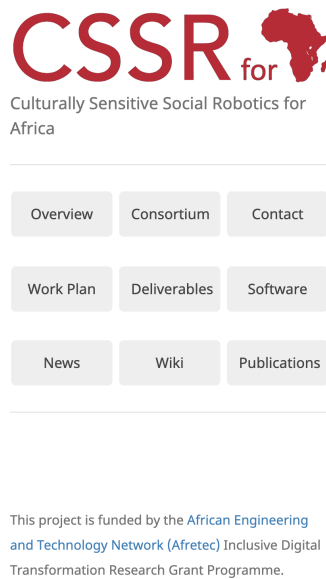 CSSR for
Culturally Sensitive Social Robotics for
Africa
Overview Consortium Contact
Work Plan Deliverables Software
News Wiki Publications
This project is funded by the African Engineering
and Technology Network (Afretec) Inclusive Digital
Transformation Research Grant Programme.